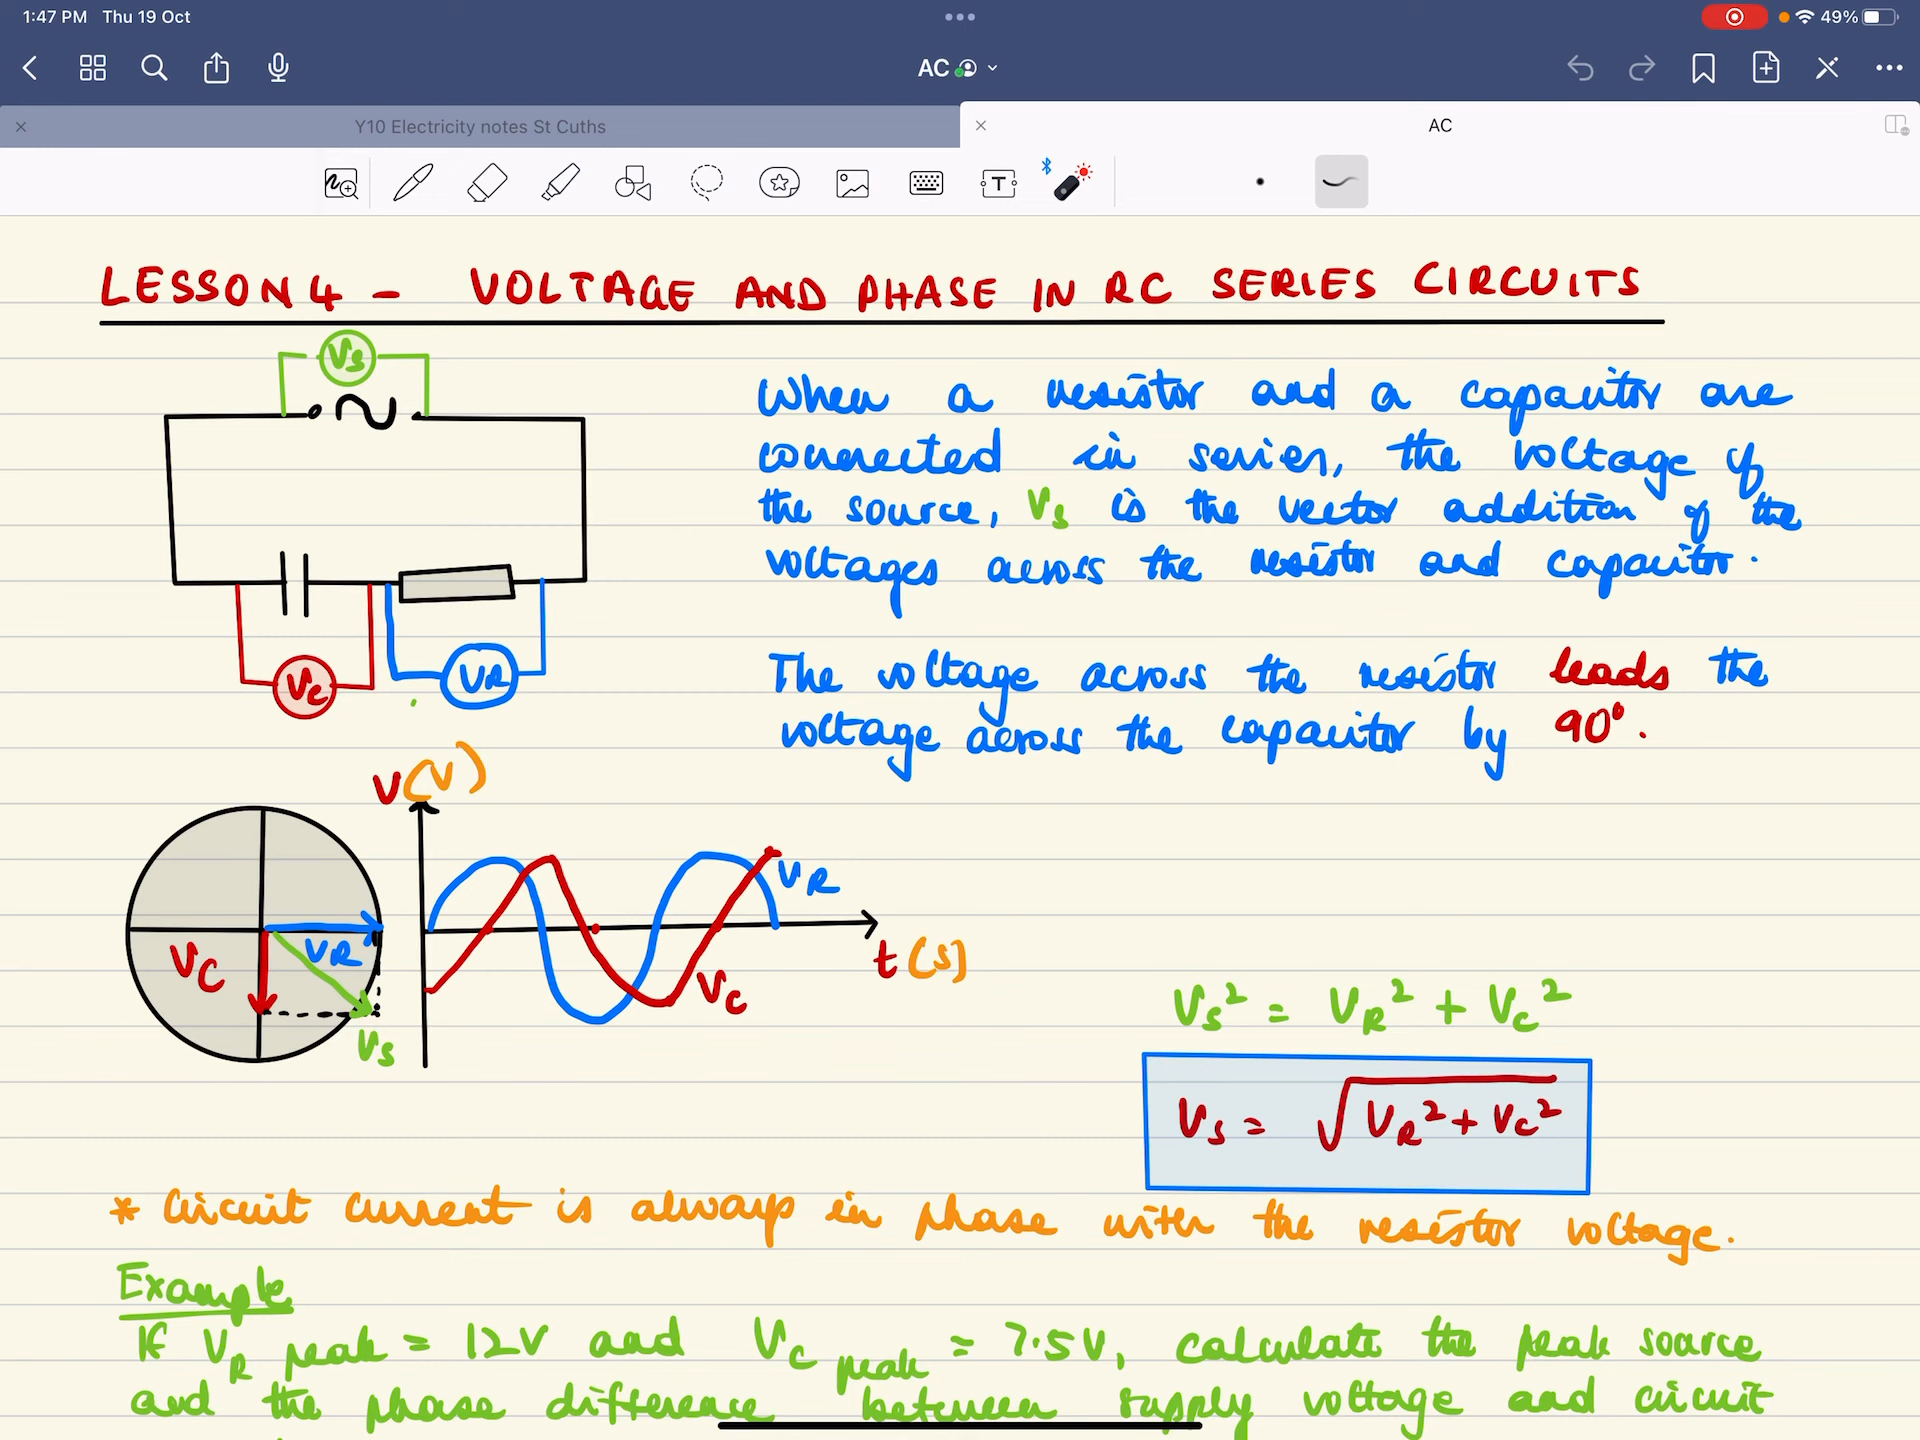 1:47 PM Thu 19 Oct
49%
AC
Y10 Electricity notes St Cuths
AC
T
LESSON 4 - VOLTAGE AND PHASE IN RC SERIES CIRCUITS
Vs
When a resistor and a capacitor are
connected in series, the voltage of
the source, Vs is the vector addition of the
voltages across the resistor and capacitor.
Vc
VR
The voltage across the resistor leads the
voltage across the capacitor by 90°.
V(V)
VR
VC
VR
Vs
VC
t(s)
Vs² = VR² + Vc²
Vs = √VR² + Vc²
* Circuit current is always in phase with the resistor voltage.
Example
If VR peak = 12V and Vc peak = 7.5V, calculate the peak source
and the phase difference between supply voltage and circuit